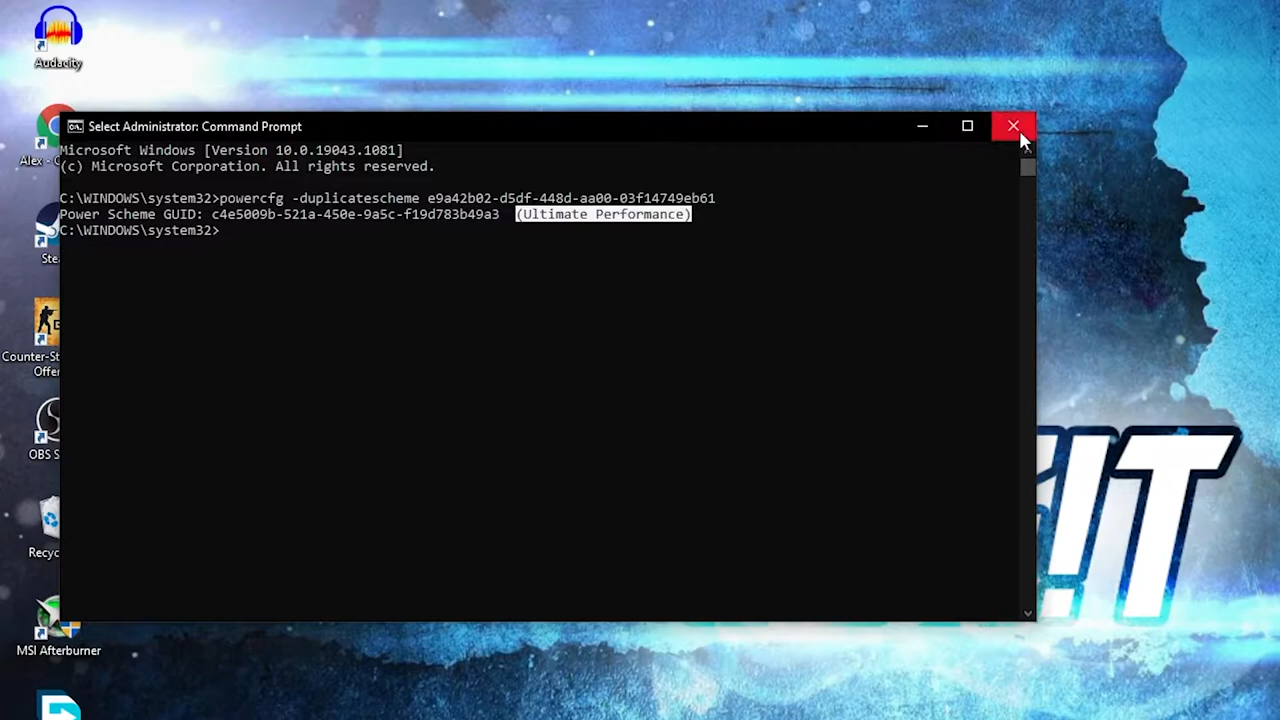 Audacity
Select Administrator: Command Prompt
Microsoft Windows [Version 10.0.19043.1081]
(c) Microsoft Corporation. All rights reserved.
C:\WINDOWS\system32>powercfg -duplicatescheme e9a42b02-d5df-448d-aa00-03f14749eb61
Power Scheme GUID: c4e5009b-521a-450e-9a5c-f19d783b49a3  (Ultimate Performance)
C:\WINDOWS\system32>
Alex -
Stea
Counter-St
Offer
OBS S
Recyc
MSI Afterburner
!T